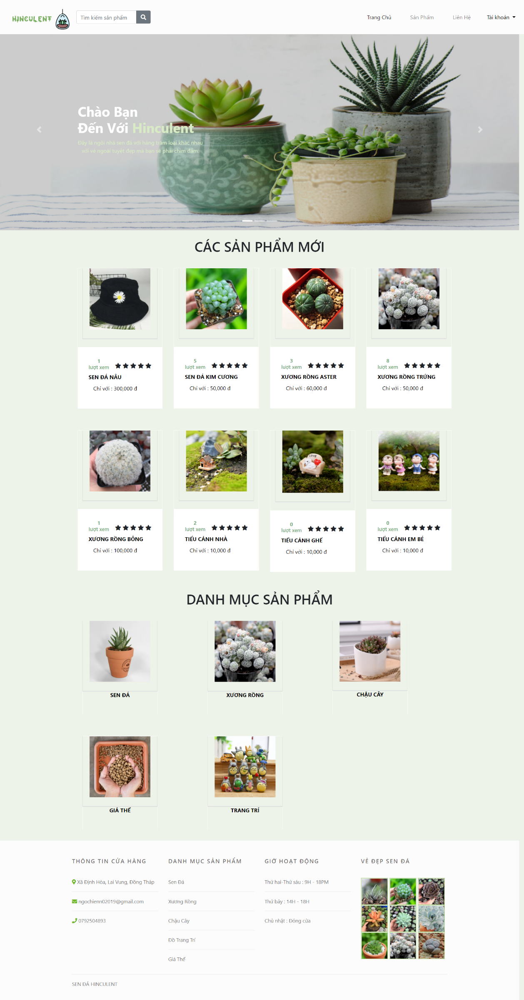 HINCULENT
Tìm kiếm sản phẩm
Trang Chủ
Sản Phẩm
Liên Hệ
Tài khoản
Chào Bạn
Đến Với Hinculent
Đây là ngôi nhà sen đá với hàng trăm loại khác nhau
với vẻ ngoài tuyệt đẹp mà bạn sẽ phải chìm đắm.
CÁC SẢN PHẨM MỚI
1
lượt xem
SEN ĐÁ NÂU
Chỉ với : 300,000 đ
5
lượt xem
SEN ĐÁ KIM CƯƠNG
Chỉ với : 50,000 đ
3
lượt xem
XƯƠNG RỒNG ASTER
Chỉ với : 60,000 đ
8
lượt xem
XƯƠNG RỒNG TRỨNG
Chỉ với : 50,000 đ
1
lượt xem
XƯƠNG RỒNG BÔNG
Chỉ với : 100,000 đ
2
lượt xem
TIỂU CẢNH NHÀ
Chỉ với : 10,000 đ
LOVE
0
lượt xem
TIỂU CẢNH GHẾ
Chỉ với : 10,000 đ
0
lượt xem
TIỂU CẢNH EM BÉ
Chỉ với : 10,000 đ
DANH MỤC SẢN PHẨM
SEN ĐÁ
XƯƠNG RỒNG
CHẬU CÂY
GIÁ THỂ
TRANG TRÍ
THÔNG TIN CỬA HÀNG
Xã Định Hòa, Lai Vung, Đồng Tháp
ngochienn02019@gmail.com
0792504893
DANH MỤC SẢN PHẨM
Sen Đá
Xương Rồng
Chậu Cây
Đồ Trang Trí
Giá Thể
GIỜ HOẠT ĐỘNG
Thứ hai-Thứ sáu : 9H - 18PM
Thứ bảy : 14H - 18H
Chủ nhật : Đóng cửa
VẺ ĐẸP SEN ĐÁ
SEN ĐÁ HINCULENT